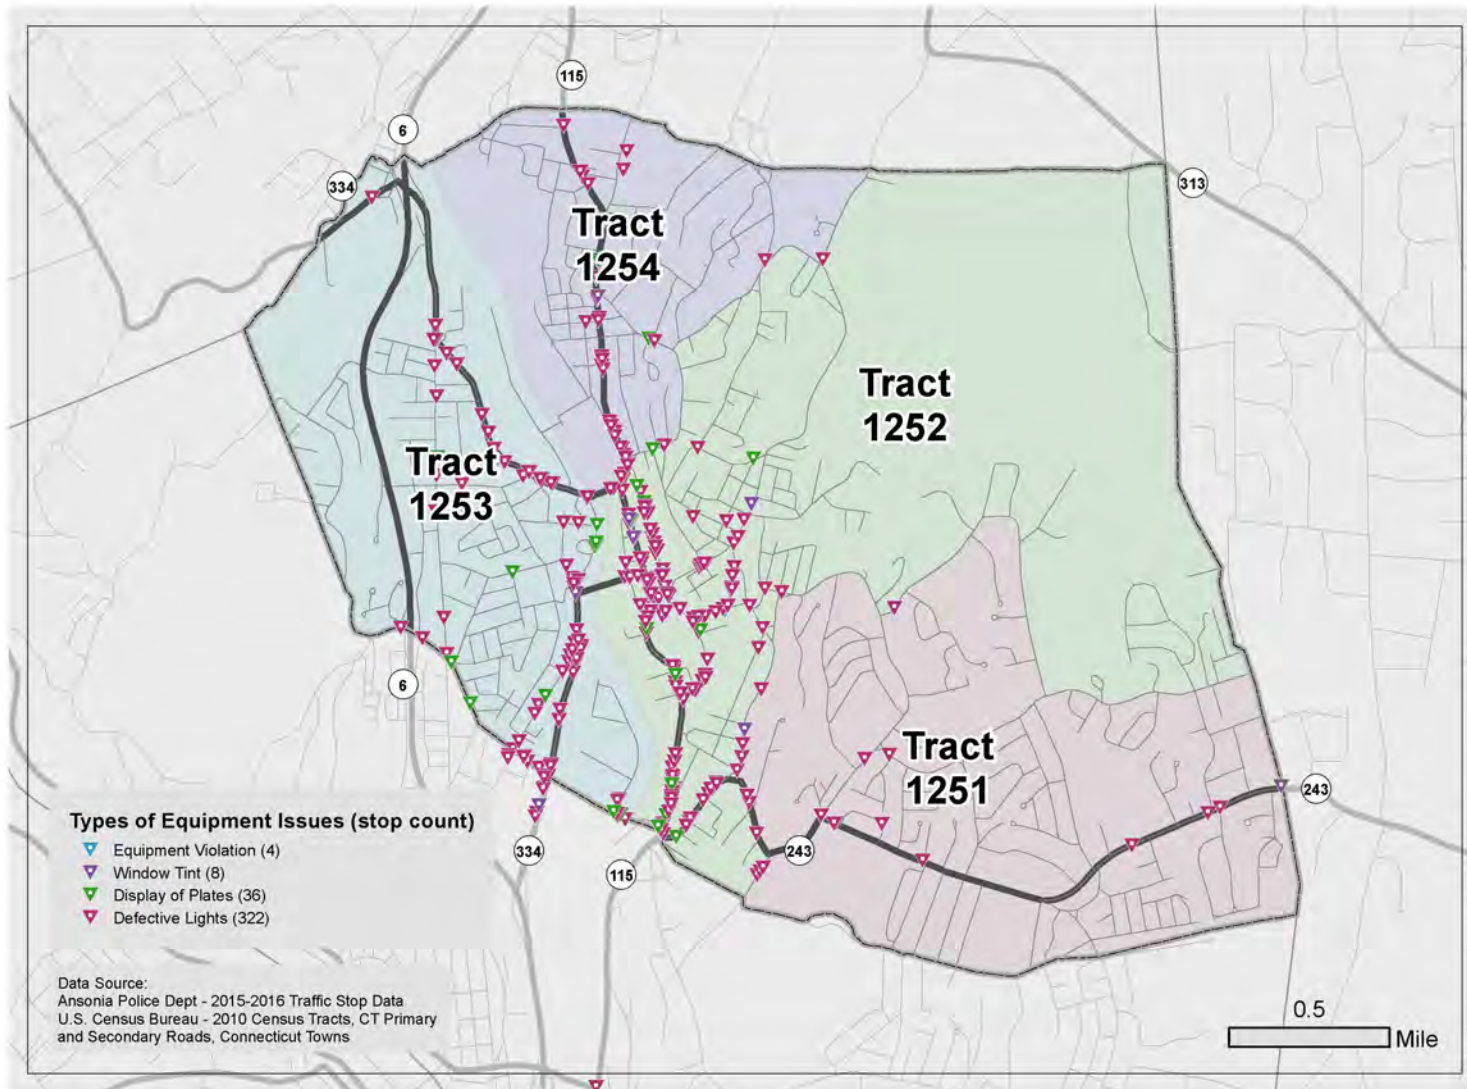 115
6
334
313
Tract
1254
Tract
1252
Tract
1253
6
Tract
1251
243
243
334
115
Types of Equipment Issues (stop count)
Equipment Violation (4)
Window Tint (8)
Display of Plates (36)
Defective Lights (322)
Data Source:
Ansonia Police Dept - 2015-2016 Traffic Stop Data
U.S. Census Bureau - 2010 Census Tracts, CT Primary
and Secondary Roads, Connecticut Towns
0.5
Mile